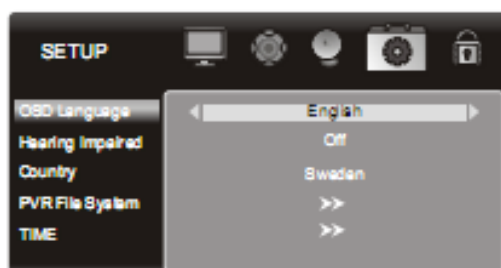 SETUP
OSD Language English
Hearing Impaired Off
Country Sweden
PVR File System >>
TIME >>